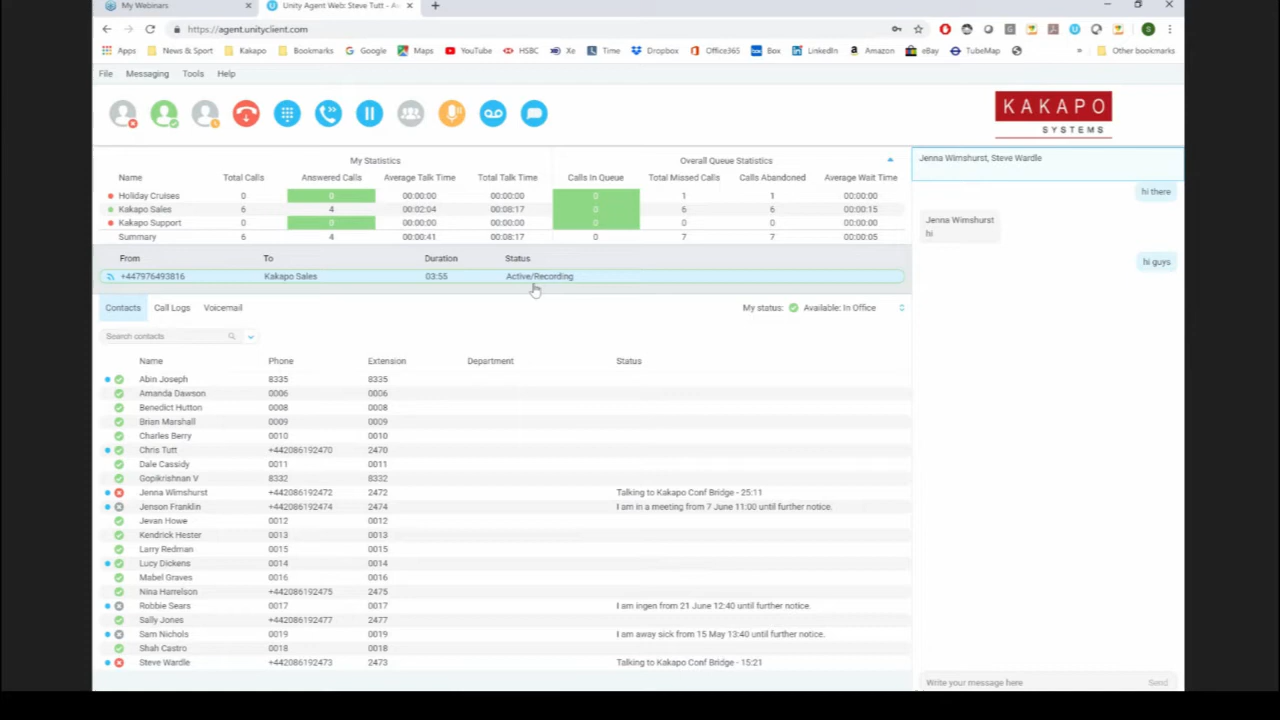 My Webinars
Unity Agent Web: Steve Tutt - A
https://agent.unityclient.com
Apps News & Sport Kakapo Bookmarks Google Maps YouTube HSBC Xe Time Dropbox Office365 Box LinkedIn Amazon eBay TubeMap » Other bookmarks
File Messaging Tools Help
KAKAPO
SYSTEMS
My Statistics Overall Queue Statistics
Name Total Calls Answered Calls Average Talk Time Total Talk Time Calls In Queue Total Missed Calls Calls Abandoned Average Wait Time
Holiday Cruises 0 0 00:00:00 00:00:00 0 1 1 00:00:00
Kakapo Sales 6 4 00:02:04 00:08:17 0 6 6 00:00:15
Kakapo Support 0 0 00:00:00 00:00:00 0 0 0 00:00:00
Summary 6 4 00:00:41 00:08:17 0 7 7 00:00:05
From To Duration Status
+447976493816 Kakapo Sales 03:55 Active/Recording
Contacts Call Logs Voicemail My status: Available: In Office
Search contacts
Name Phone Extension Department Status
Abin Joseph 8335 8335
Amanda Dawson 0006 0006
Benedict Hutton 0008 0008
Brian Marshall 0009 0009
Charles Berry 0010 0010
Chris Tutt +442086192470 2470
Dale Cassidy 0011 0011
Gopikrishnan V 8332 8332
Jenna Wimshurst +442086192472 2472 Talking to Kakapo Conf Bridge - 25:11
Jenson Franklin +442086192474 2474 I am in a meeting from 7 June 11:00 until further notice.
Jevan Howe 0012 0012
Kendrick Hester 0013 0013
Larry Redman 0015 0015
Lucy Dickens 0014 0014
Mabel Graves 0016 0016
Nina Harrelson +442086192475 2475
Robbie Sears 0017 0017 I am ingen from 21 June 12:40 until further notice.
Sally Jones +442086192477 2477
Sam Nichols 0019 0019 I am away sick from 15 May 13:40 until further notice.
Shah Castro 0018 0018
Steve Wardle +442086192473 2473 Talking to Kakapo Conf Bridge - 15:21
Jenna Wimshurst, Steve Wardle
hi there
Jenna Wimshurst
hi
hi guys
Write your message here Send